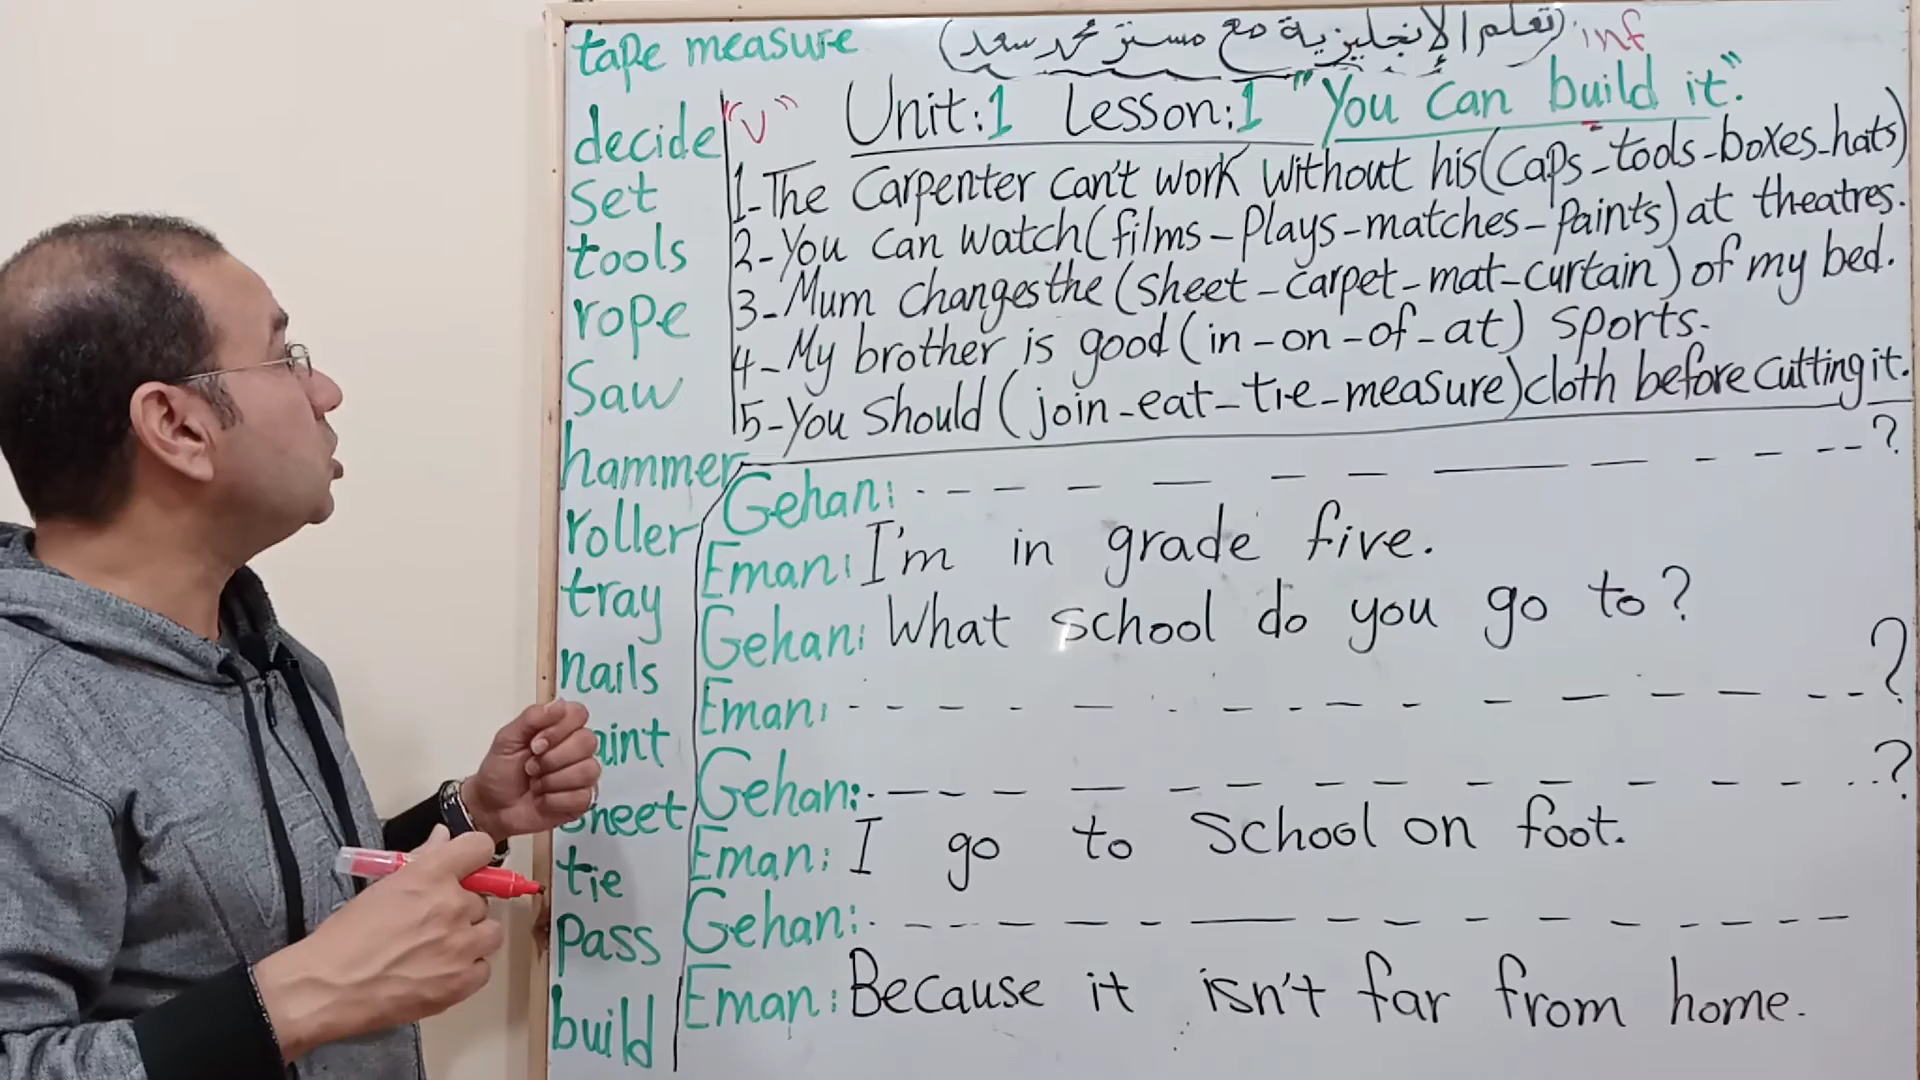 tape measure
(تعلم الإنجليزية مع مستر محمد سعد)
inf
decide "v"
set
tools
rope
saw
hammer
roller
tray
nails
sheet
tie
pass
build
Unit:1 Lesson:1 "You can build it".
1-The carpenter can't work without his(caps-tools-boxes-hats)
2-You can watch(films-plays-matches-paints)at theatres.
3-Mum changes the (sheet-carpet-mat-curtain) of my bed.
4-My brother is good (in-on-of-at) sports.
5-You should (join-eat-tie-measure)cloth before cutting it.
Gehan: ?
Eman: I'm in grade five.
Gehan: What school do you go to?
Eman: ?
Gehan: ?
Eman: I go to school on foot.
Gehan:
Eman: Because it isn't far from home.